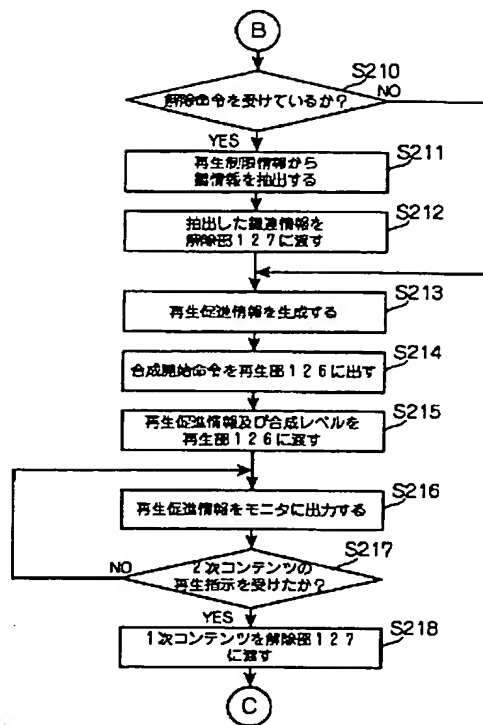 B
S210
解除命令を受けているか?
NO
YES
S211
再生制限情報から
鍵情報を抽出する
S212
抽出した鍵連情報を
解除部127に渡す
S213
再生促進情報を生成する
S214
合成開始命令を再生部126に出す
S215
再生促進情報及び合成レベルを
再生部126に渡す
S216
再生促進情報をモニタに出力する
S217
NO
2次コンテンツの
再生指示を受けたか?
YES
S218
1次コンテンツを解除部127
に渡す
C